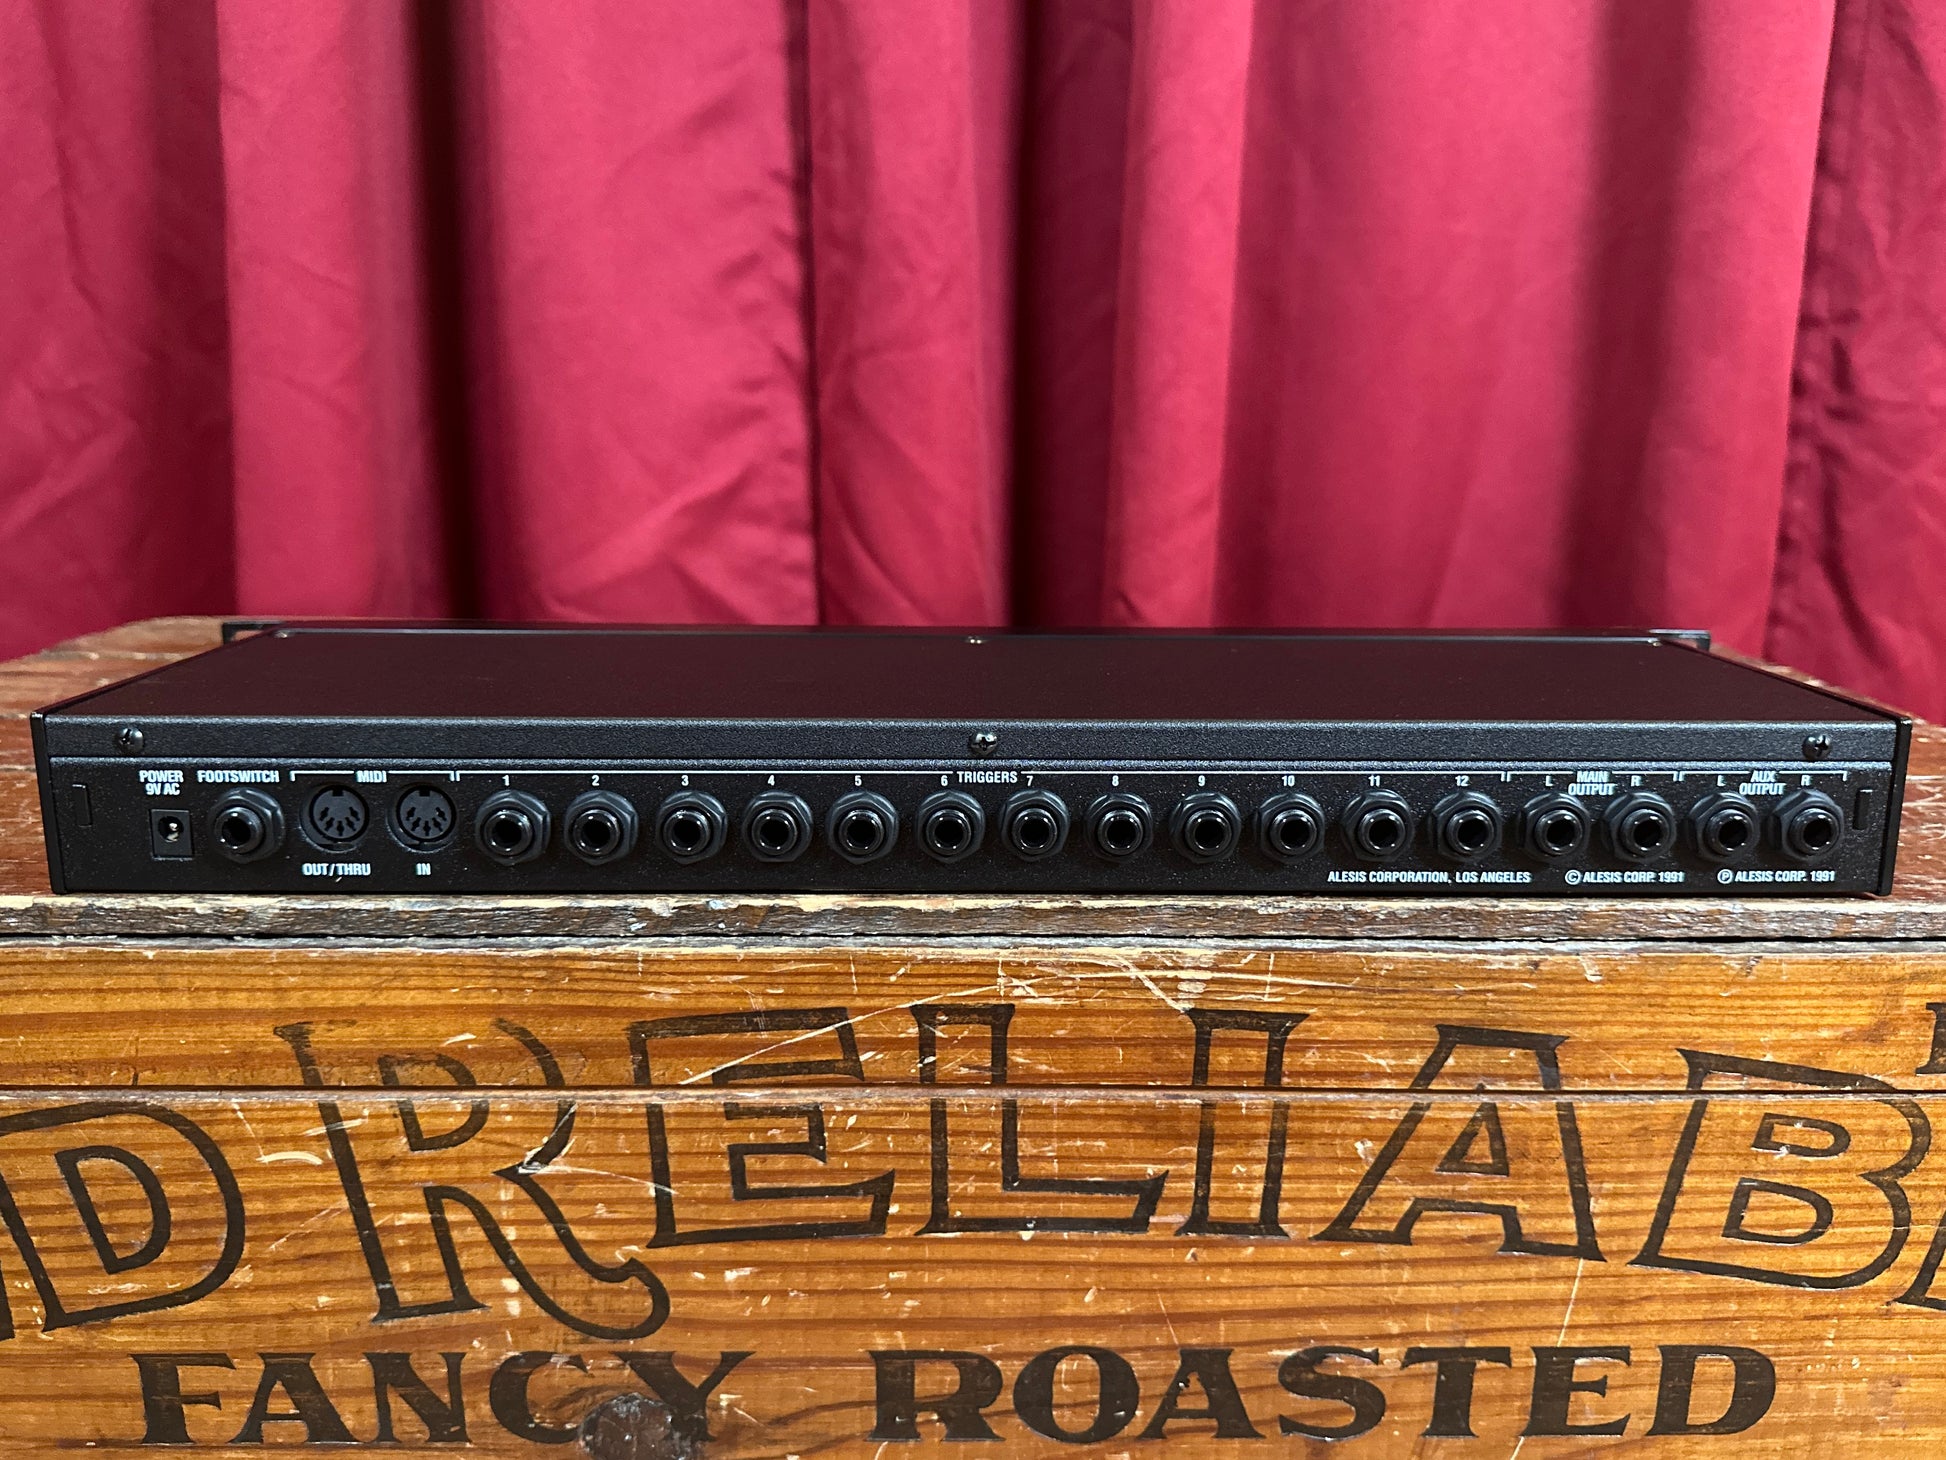 POWER FOOTSWITCH MIDI 1 2 3 4 5 6 TRIGGERS 7 8 9 10 11 12 L MAIN R L AUX R
9V AC OUTPUT OUTPUT
OUT/THRU IN
ALESIS CORPORATION, LOS ANGELES © ALESIS CORP. 1991 ℗ ALESIS CORP. 1991
RELIAB
FANCY ROASTED